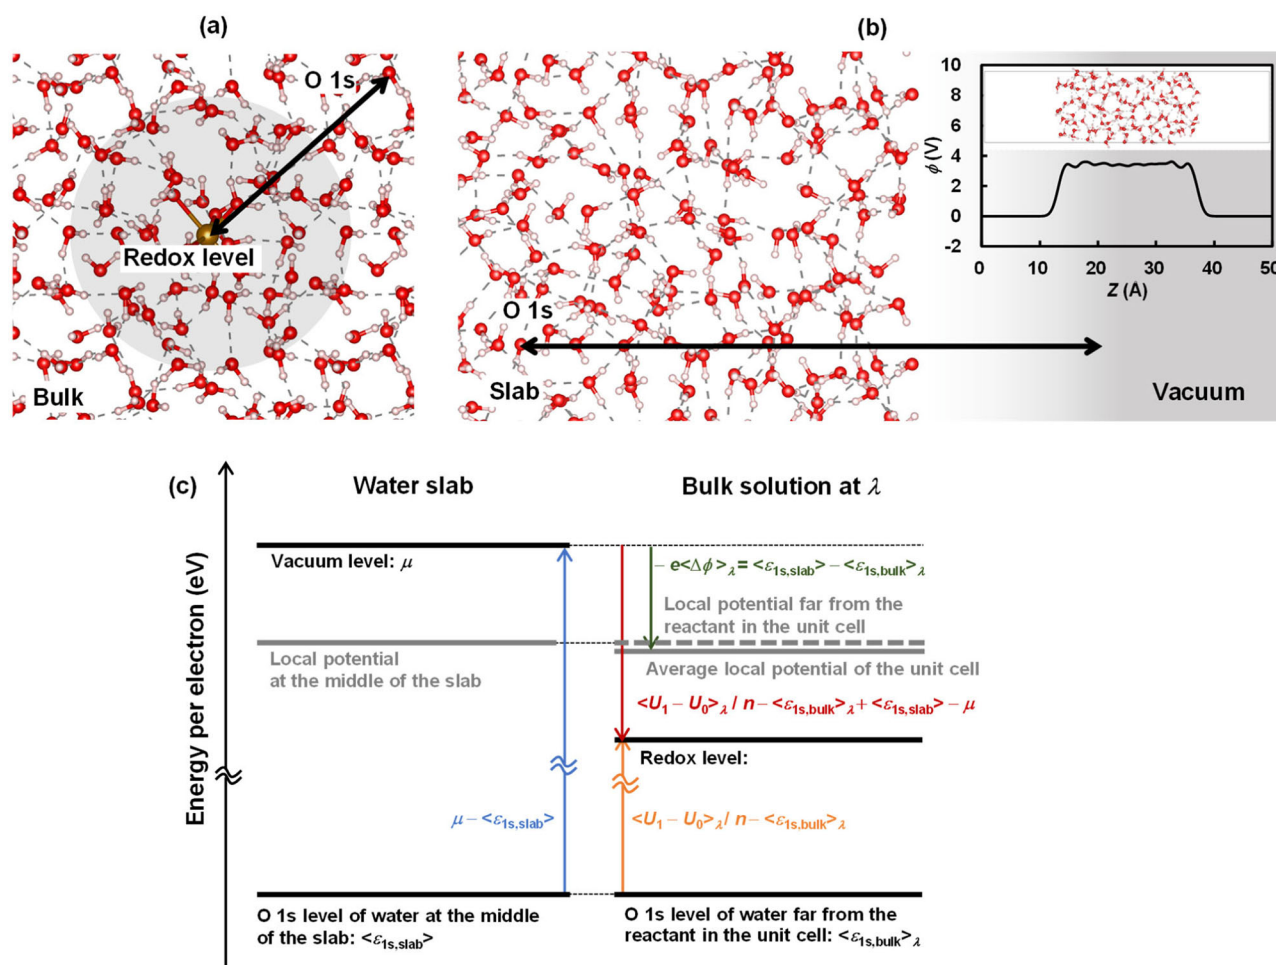 (a)
O 1s
Redox level
Bulk
(b)
O 1s
Slab
Vacuum
10
8
6
4
2
0
-2
ϕ (V)
0 10 20 30 40 50
Z (A)
(c)
Energy per electron (eV)
Water slab
Vacuum level: μ
Local potential
at the middle of the slab
μ – <ε1s,slab>
O 1s level of water at the middle
of the slab: <ε1s,slab>
Bulk solution at λ
– e<Δϕ>λ = <ε1s,slab> – <ε1s,bulk>λ
Local potential far from the
reactant in the unit cell
Average local potential of the unit cell
<U1 – U0>λ / n – <ε1s,bulk>λ + <ε1s,slab> – μ
Redox level:
<U1 – U0>λ / n – <ε1s,bulk>λ
O 1s level of water far from the
reactant in the unit cell: <ε1s,bulk>λ